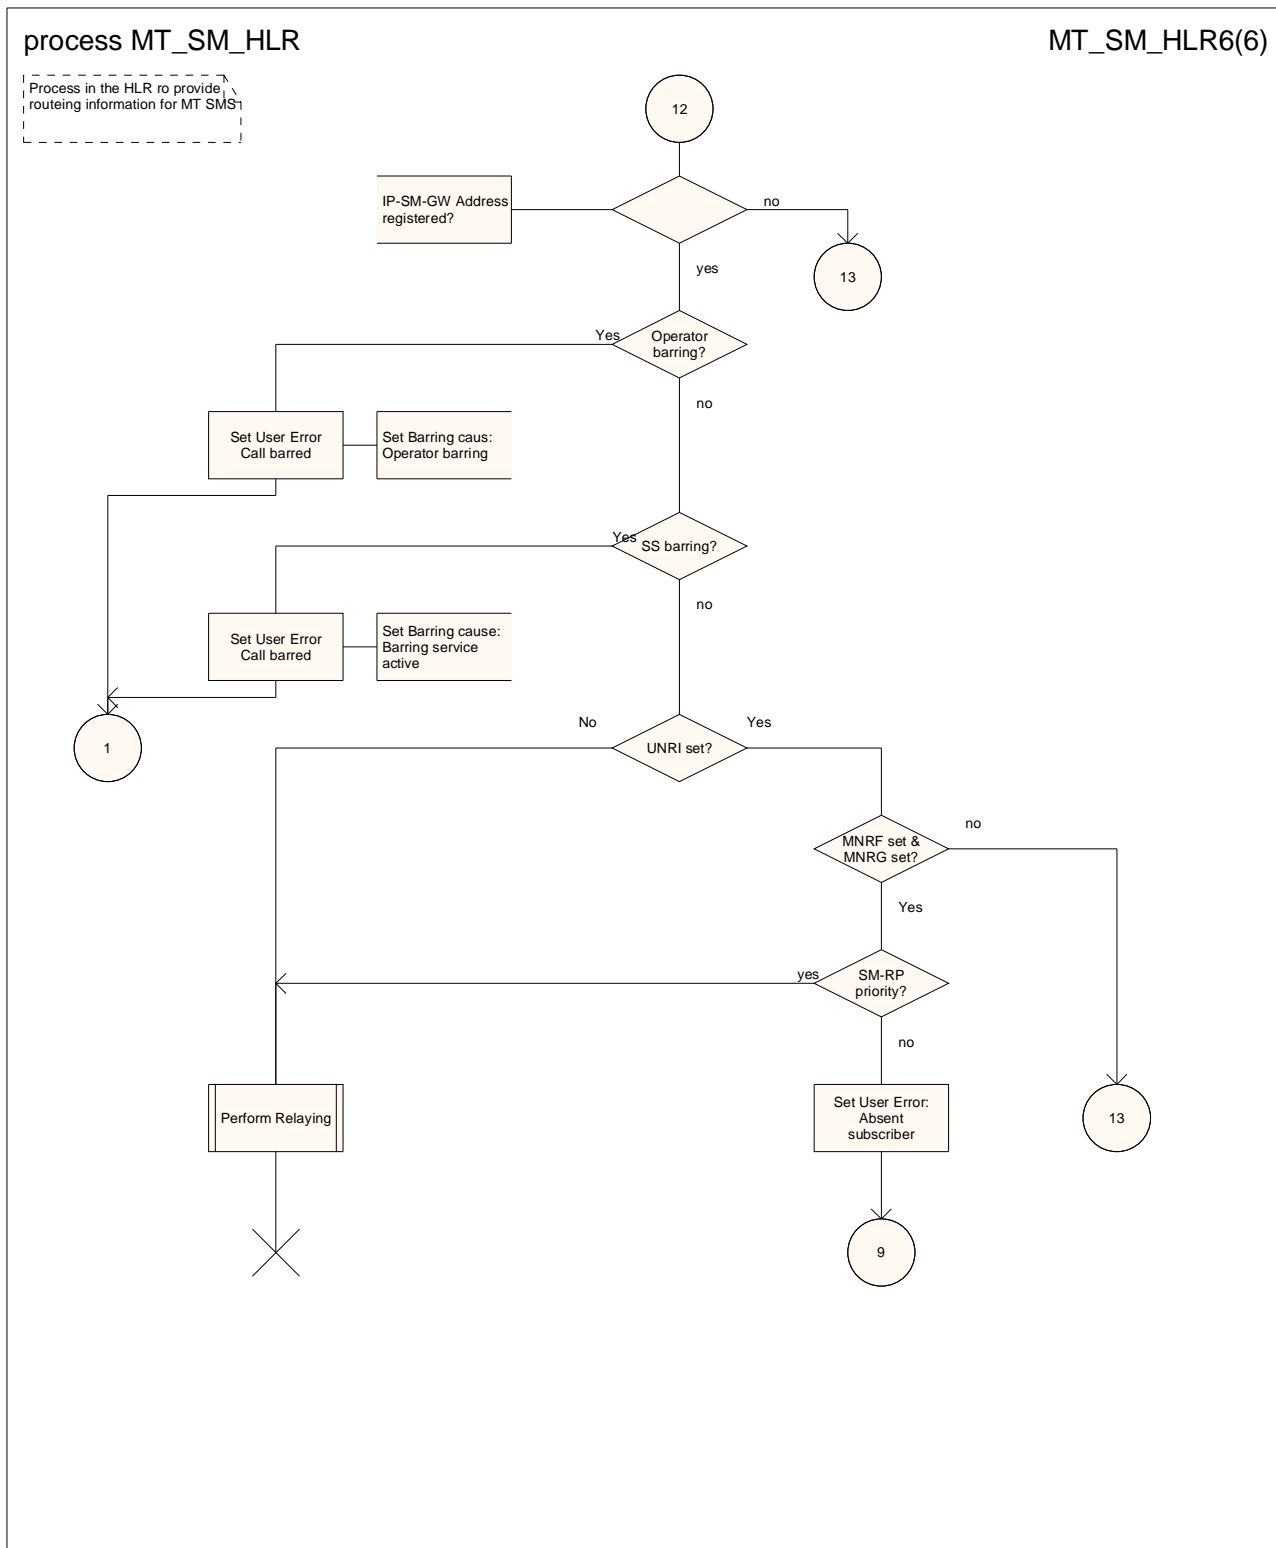 process MT_SM_HLR
MT_SM_HLR6(6)
Process in the HLR ro provide
routeing information for MT SMS
12
IP-SM-GW Address
registered?
no
13
yes
Yes
Operator
barring?
no
Set User Error
Call barred
Set Barring caus:
Operator barring
Yes
SS barring?
no
Set User Error
Call barred
Set Barring cause:
Barring service
active
1
No
UNRI set?
Yes
MNRF set &
MNRG set?
no
Yes
yes
SM-RP
priority?
no
Perform Relaying
Set User Error:
Absent
subscriber
13
9